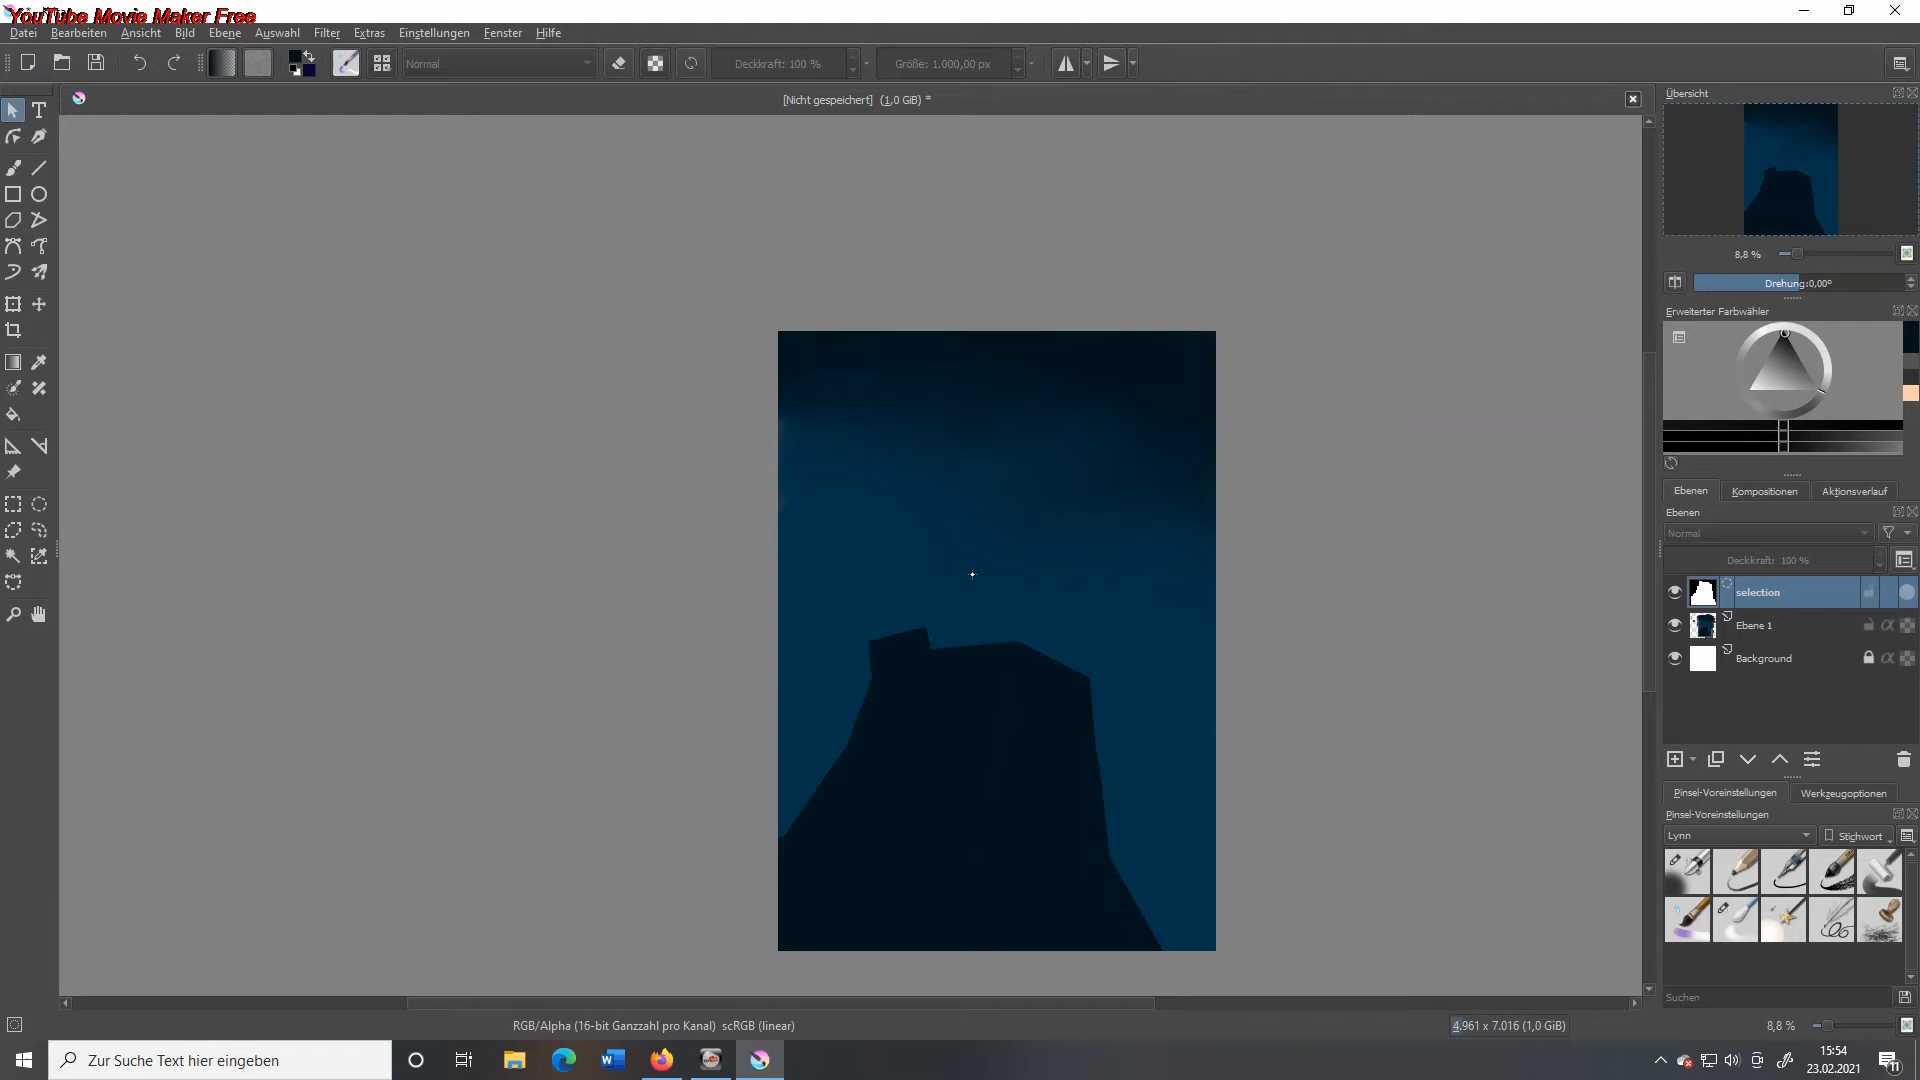 YouTube Movie Maker Free
Datei Bearbeiten Ansicht Bild Ebene Auswahl Filter Extras Einstellungen Fenster Hilfe
Normal Deckkraft: 100 % Größe: 1.000,00 px
[Nicht gespeichert] (1,0 GiB) *
Übersicht
8,8 %
Drehung:0,00°
Erweiterter Farbwähler
Ebenen Kompositionen Aktionsverlauf
Ebenen
Normal
Deckkraft: 100 %
selection
Ebene 1
Background
Pinsel-Voreinstellungen Werkzeugoptionen
Pinsel-Voreinstellungen
Lynn Stichwort
Suchen
RGB/Alpha (16-bit Ganzzahl pro Kanal) scRGB (linear) 4.961 x 7.016 (1,0 GiB) 8,8 %
Zur Suche Text hier eingeben
15:54
23.02.2021
11